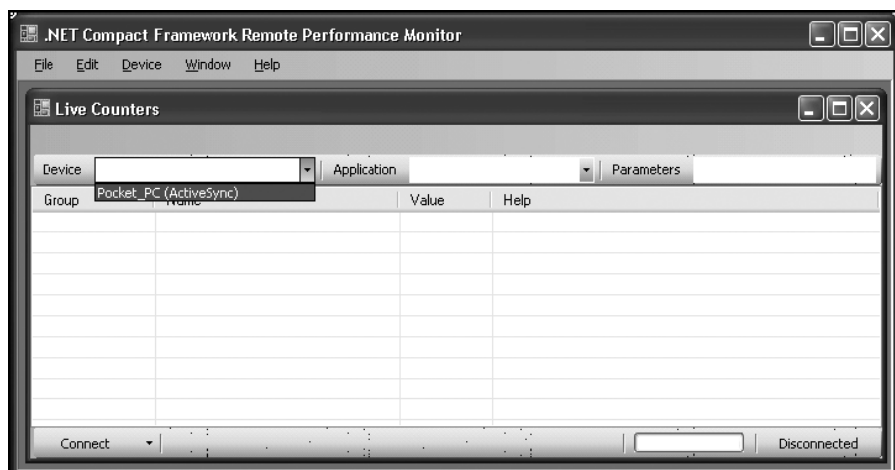 .NET Compact Framework Remote Performance Monitor
File Edit Device Window Help
Live Counters
Device Application Parameters
Pocket_PC (ActiveSync)
Group Name Value Help
Connect Disconnected